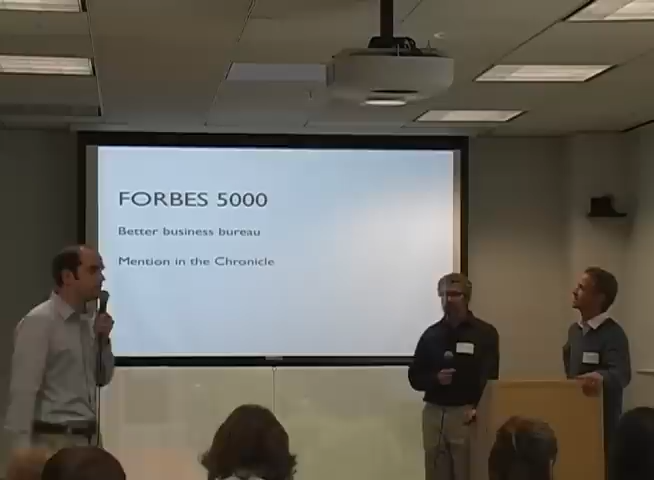 FORBES 5000
Better business bureau
Mention in the Chronicle